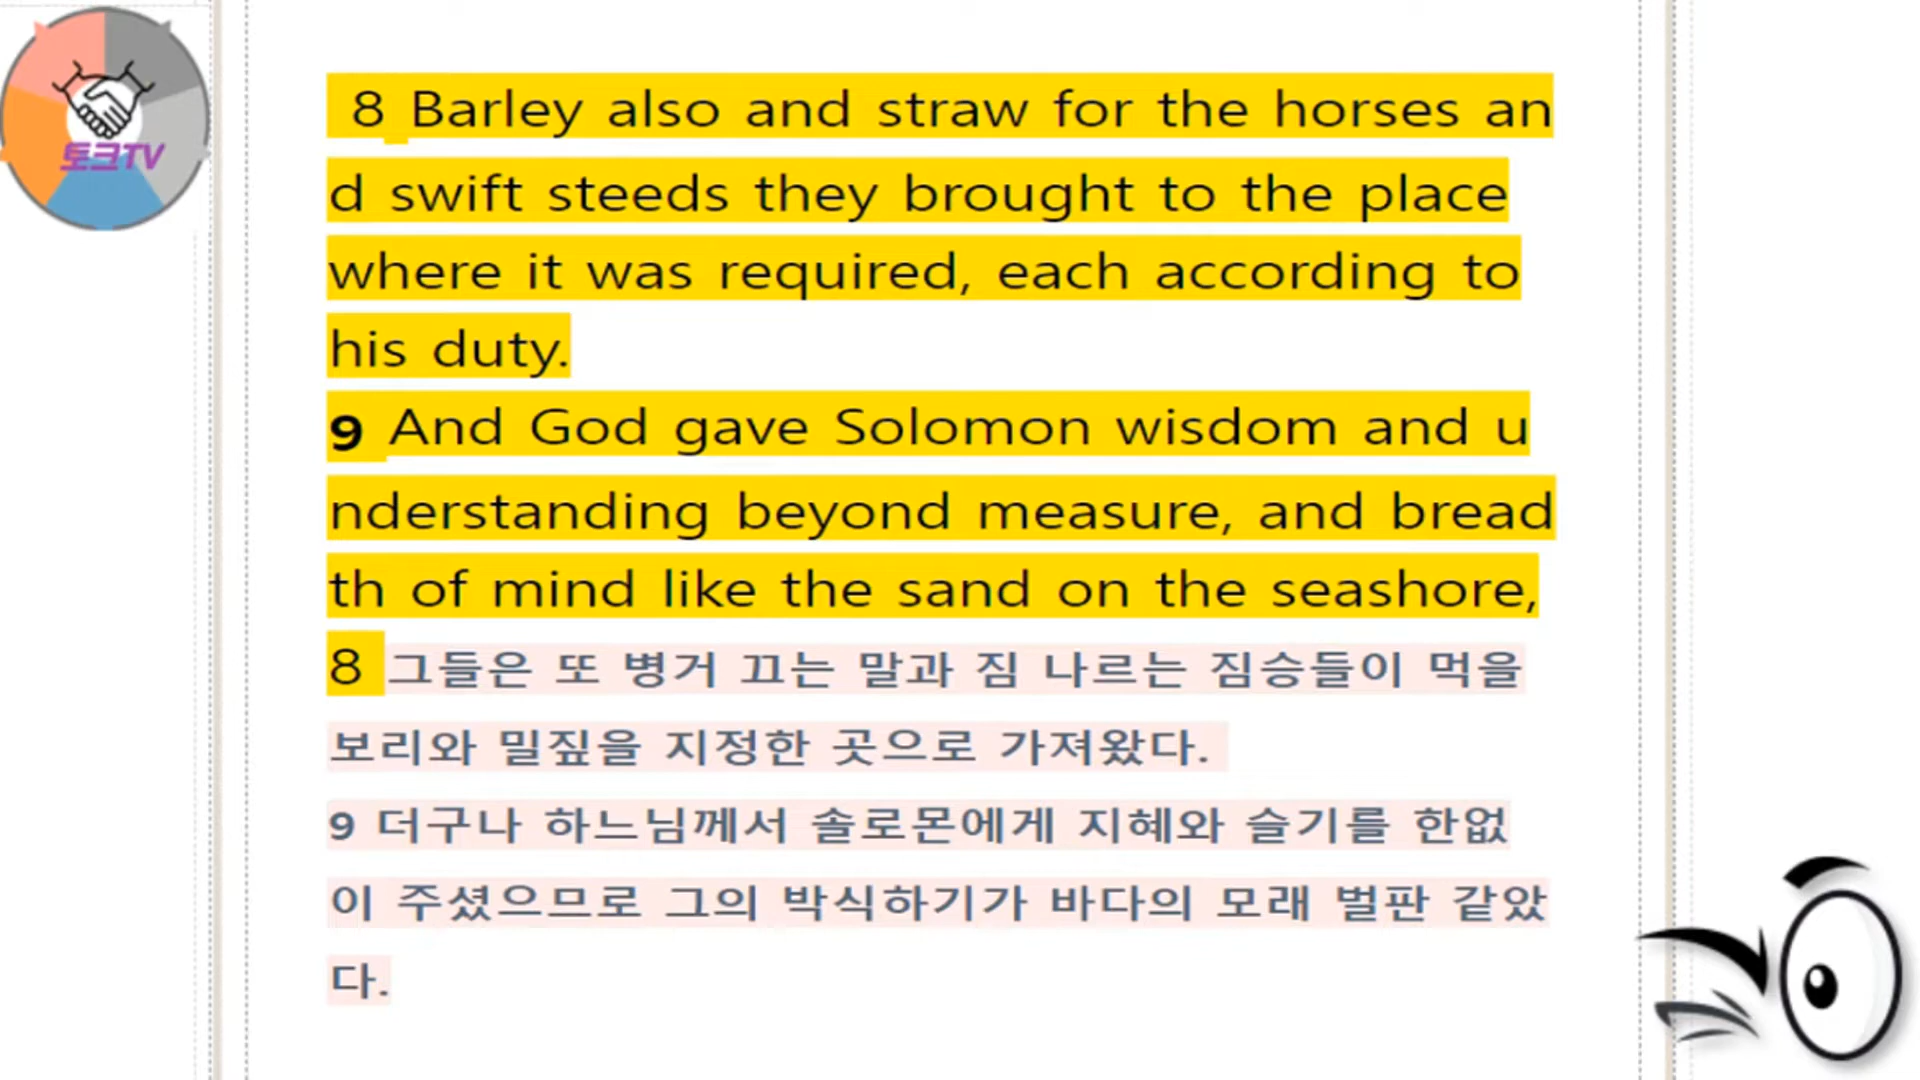 토크TV
8 Barley also and straw for the horses an
d swift steeds they brought to the place
where it was required, each according to
his duty.
9 And God gave Solomon wisdom and u
nderstanding beyond measure, and bread
th of mind like the sand on the seashore,
8 그들은 또 병거 끄는 말과 짐 나르는 짐승들이 먹을
보리와 밀짚을 지정한 곳으로 가져왔다.
9 더구나 하느님께서 솔로몬에게 지혜와 슬기를 한없
이 주셨으므로 그의 박식하기가 바다의 모래 벌판 같았
다.